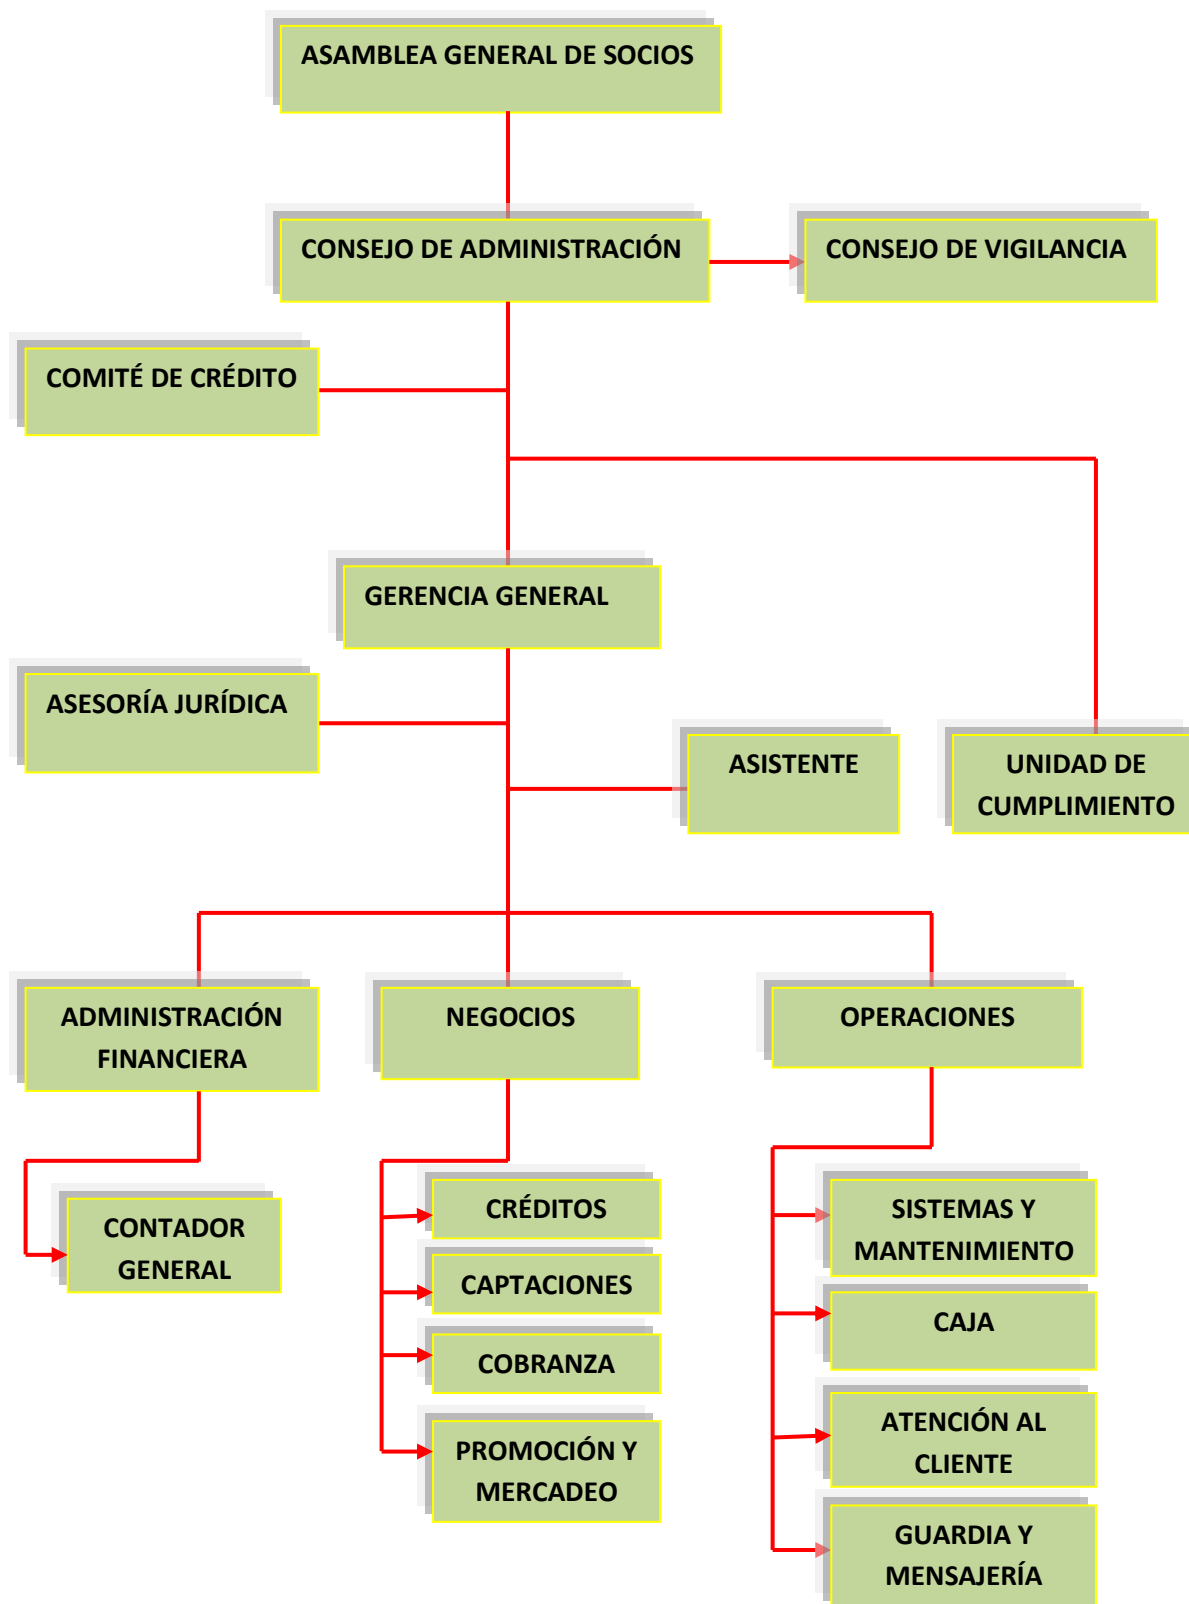 ASAMBLEA GENERAL DE SOCIOS
CONSEJO DE ADMINISTRACIÓN
CONSEJO DE VIGILANCIA
COMITÉ DE CRÉDITO
GERENCIA GENERAL
ASESORÍA JURÍDICA
ASISTENTE
UNIDAD DE
CUMPLIMIENTO
ADMINISTRACIÓN
FINANCIERA
NEGOCIOS
OPERACIONES
CONTADOR
GENERAL
CRÉDITOS
CAPTACIONES
COBRANZA
PROMOCIÓN Y
MERCADEO
SISTEMAS Y
MANTENIMIENTO
CAJA
ATENCIÓN AL
CLIENTE
GUARDIA Y
MENSAJERÍA